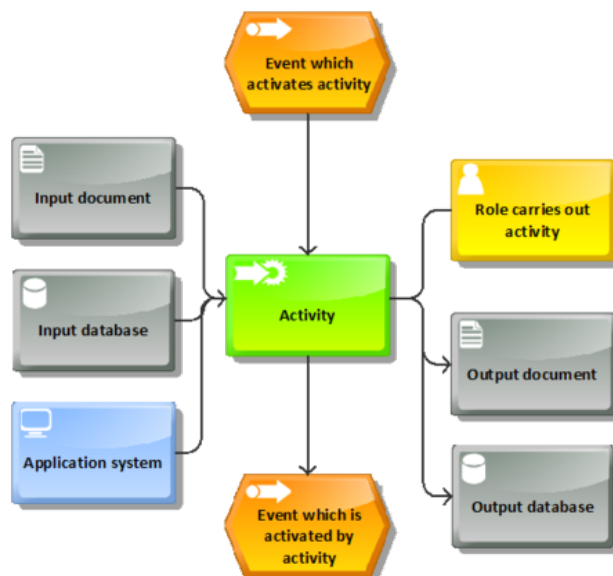 Event which
activates activity
Input document
Role carries out
activity
Input database
Activity
Output document
Application system
Output database
Event which is
activated by
activity